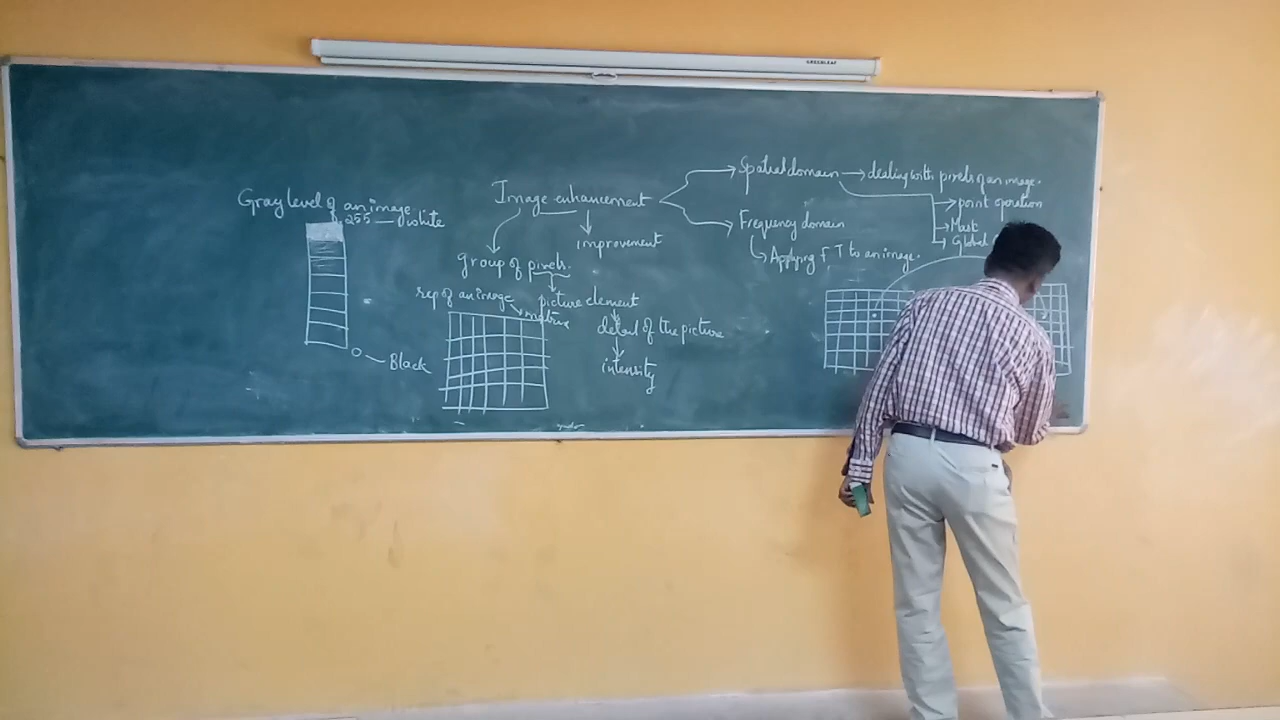 GREENLEAF
Gray level of an image
255 — white
0 — Black
Image enhancement
improvement
group of pixels.
picture element
rep of an image
matrix
detail of the picture
intensity
Spatial domain → dealing with pixels of an image.
→ point operation
→ Mask
→ Global
Frequency domain
Applying F T to an image.